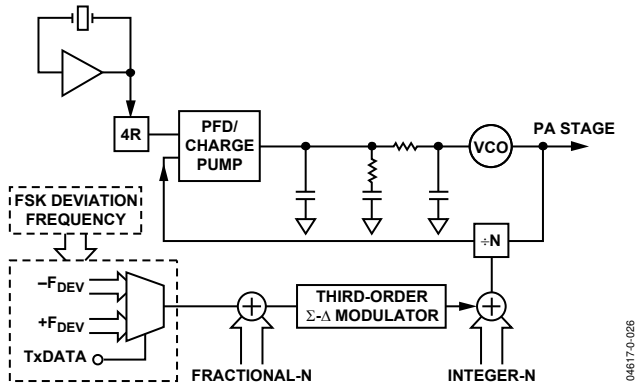 4R
PFD/
CHARGE
PUMP
VCO
PA STAGE
÷N
FSK DEVIATION
FREQUENCY
–FDEV
+FDEV
TxDATA
+
THIRD-ORDER
Σ-Δ MODULATOR
+
FRACTIONAL-N
INTEGER-N
04617-0-026